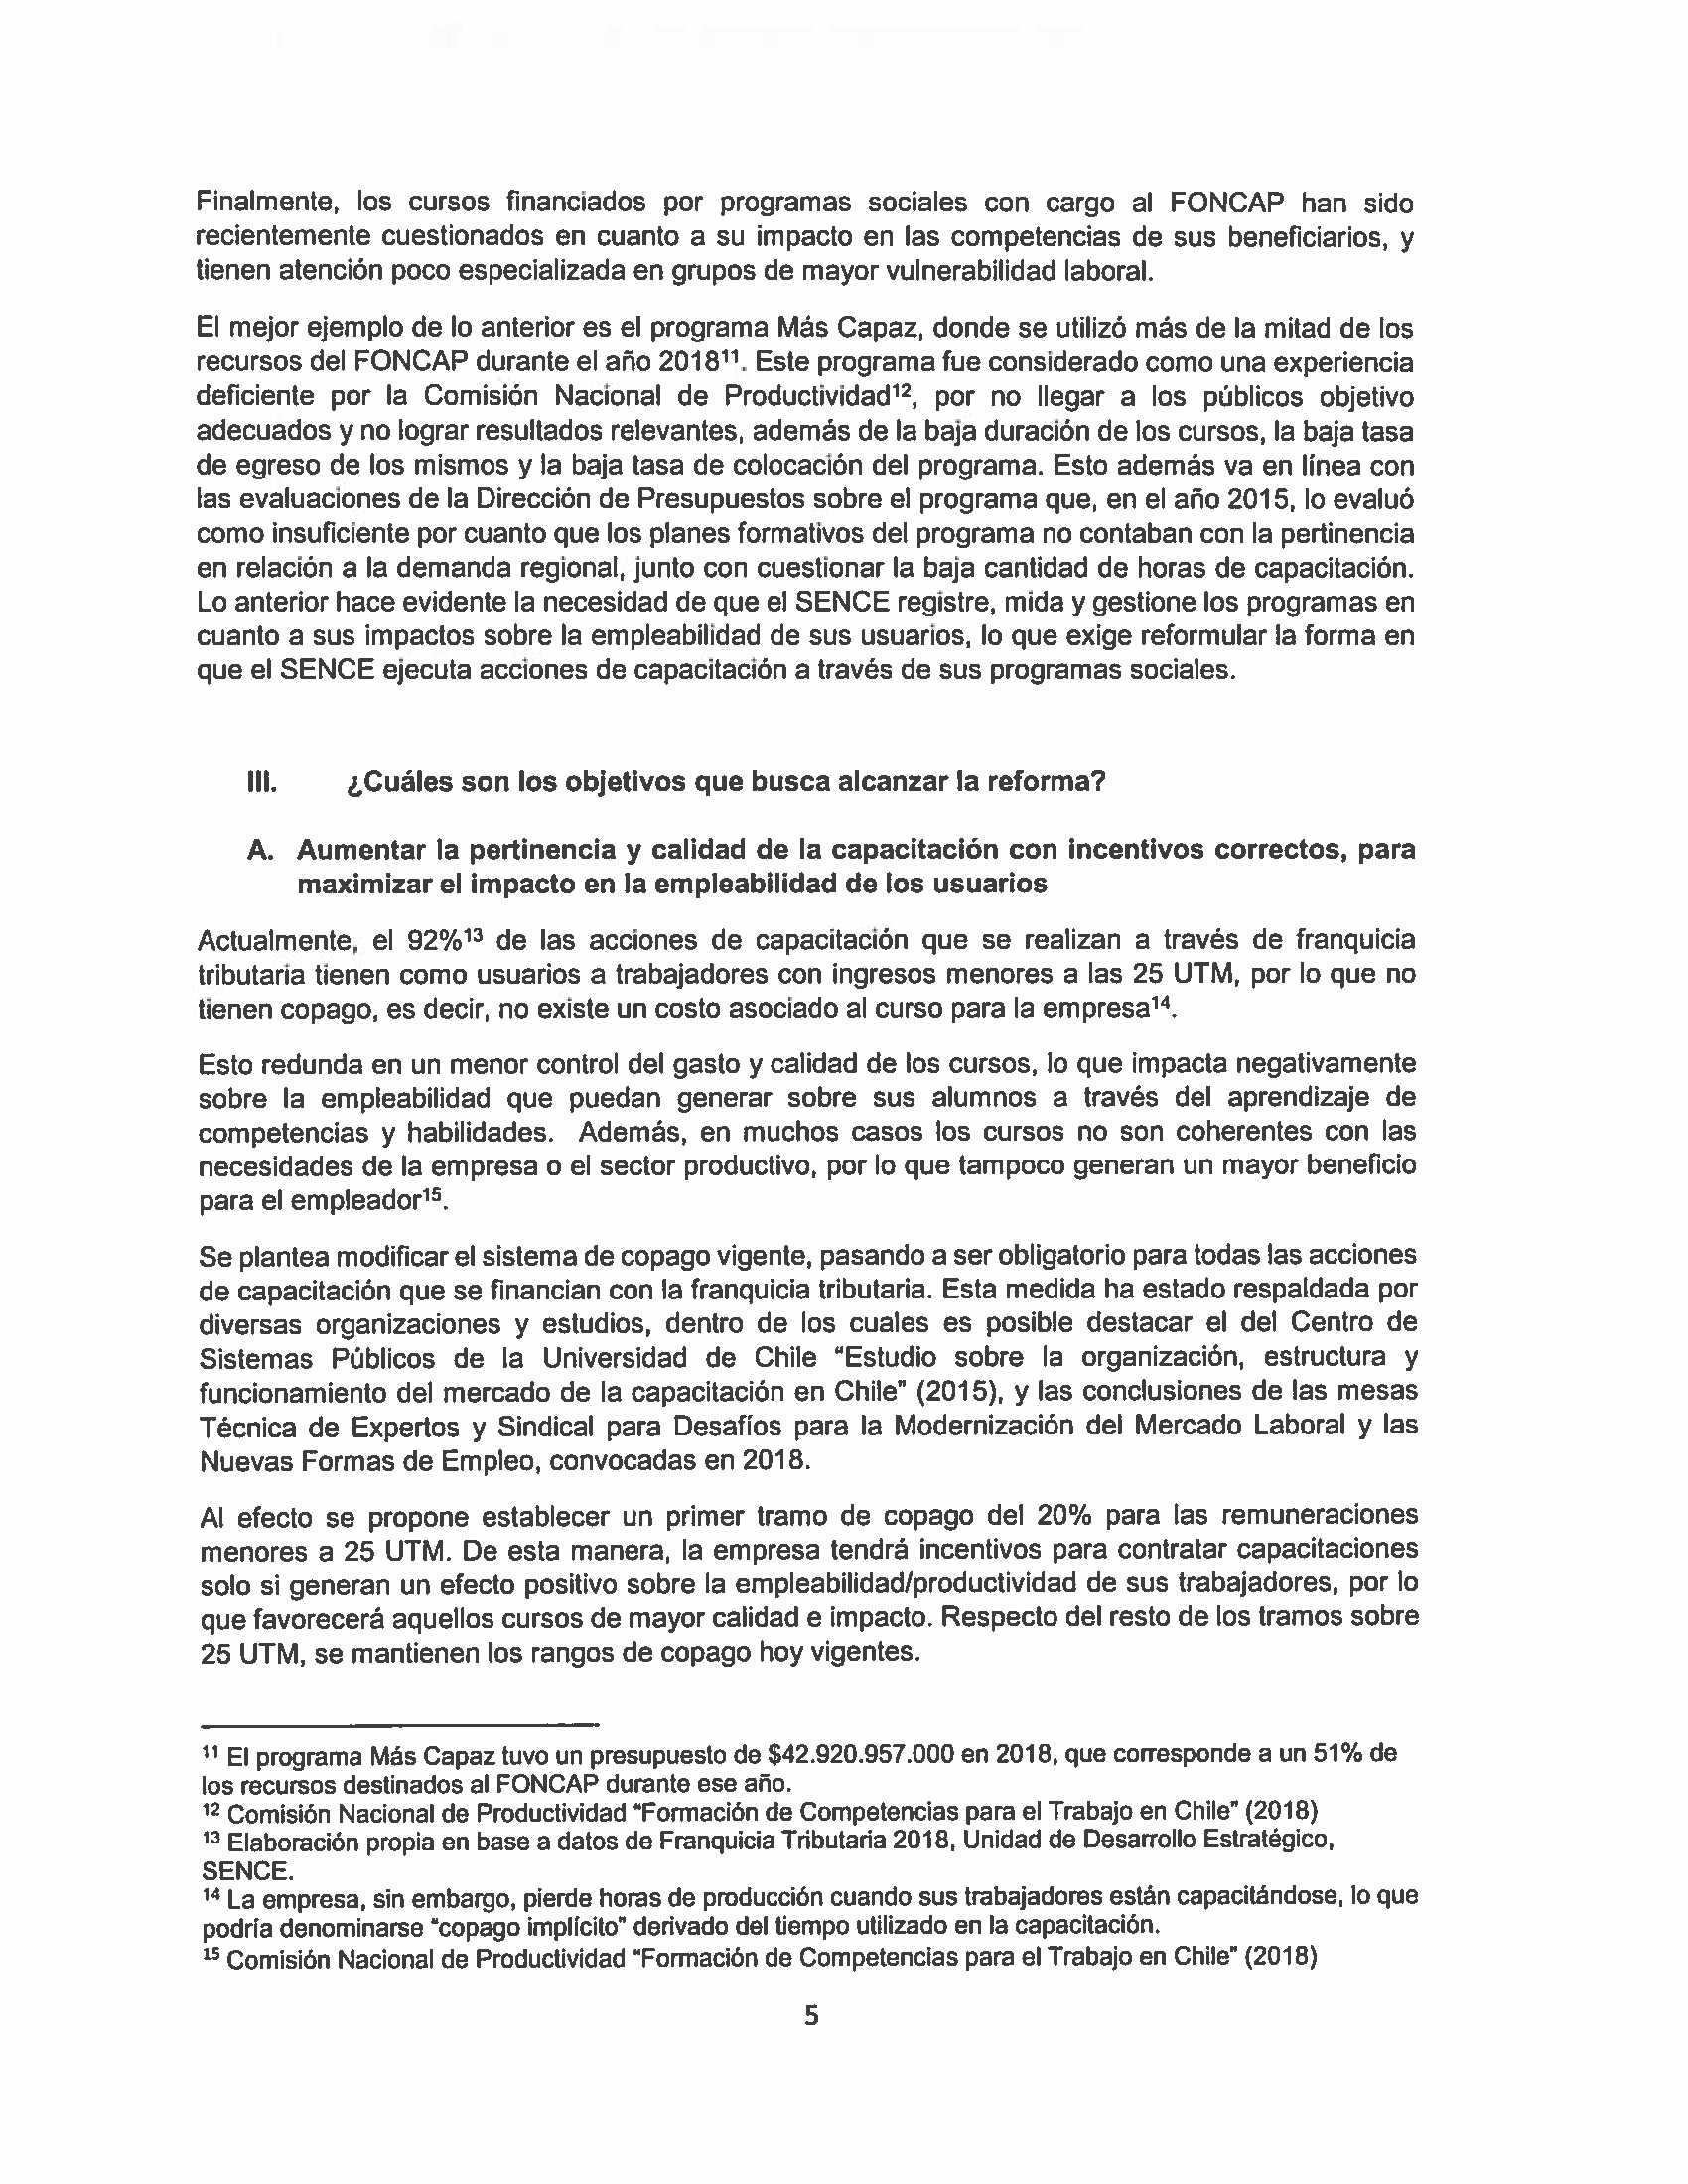 Finalmente, los cursos financiados por programas sociales con cargo al FONCAP han sido
recientemente cuestionados en cuanto a su impacto en las competencias de sus beneficiarios, y
tienen atención poco especializada en grupos de mayor vulnerabilidad laboral.
El mejor ejemplo de lo anterior es el programa Más Capaz, donde se utilizó más de la mitad de los
recursos del FONCAP durante el año 2018¹¹. Este programa fue considerado como una experiencia
deficiente por la Comisión Nacional de Productividad¹², por no llegar a los públicos objetivo
adecuados y no lograr resultados relevantes, además de la baja duración de los cursos, la baja tasa
de egreso de los mismos y la baja tasa de colocación del programa. Esto además va en línea con
las evaluaciones de la Dirección de Presupuestos sobre el programa que, en el año 2015, lo evaluó
como insuficiente por cuanto que los planes formativos del programa no contaban con la pertinencia
en relación a la demanda regional, junto con cuestionar la baja cantidad de horas de capacitación.
Lo anterior hace evidente la necesidad de que el SENCE registre, mida y gestione los programas en
cuanto a sus impactos sobre la empleabilidad de sus usuarios, lo que exige reformular la forma en
que el SENCE ejecuta acciones de capacitación a través de sus programas sociales.
III. ¿Cuáles son los objetivos que busca alcanzar la reforma?
A. Aumentar la pertinencia y calidad de la capacitación con incentivos correctos, para
maximizar el impacto en la empleabilidad de los usuarios
Actualmente, el 92%¹³ de las acciones de capacitación que se realizan a través de franquicia
tributaria tienen como usuarios a trabajadores con ingresos menores a las 25 UTM, por lo que no
tienen copago, es decir, no existe un costo asociado al curso para la empresa¹⁴.
Esto redunda en un menor control del gasto y calidad de los cursos, lo que impacta negativamente
sobre la empleabilidad que puedan generar sobre sus alumnos a través del aprendizaje de
competencias y habilidades. Además, en muchos casos los cursos no son coherentes con las
necesidades de la empresa o el sector productivo, por lo que tampoco generan un mayor beneficio
para el empleador¹⁵.
Se plantea modificar el sistema de copago vigente, pasando a ser obligatorio para todas las acciones
de capacitación que se financian con la franquicia tributaria. Esta medida ha estado respaldada por
diversas organizaciones y estudios, dentro de los cuales es posible destacar el del Centro de
Sistemas Públicos de la Universidad de Chile "Estudio sobre la organización, estructura y
funcionamiento del mercado de la capacitación en Chile" (2015), y las conclusiones de las mesas
Técnica de Expertos y Sindical para Desafíos para la Modernización del Mercado Laboral y las
Nuevas Formas de Empleo, convocadas en 2018.
Al efecto se propone establecer un primer tramo de copago del 20% para las remuneraciones
menores a 25 UTM. De esta manera, la empresa tendrá incentivos para contratar capacitaciones
solo si generan un efecto positivo sobre la empleabilidad/productividad de sus trabajadores, por lo
que favorecerá aquellos cursos de mayor calidad e impacto. Respecto del resto de los tramos sobre
25 UTM, se mantienen los rangos de copago hoy vigentes.
¹¹ El programa Más Capaz tuvo un presupuesto de $42.920.957.000 en 2018, que corresponde a un 51% de
los recursos destinados al FONCAP durante ese año.
¹² Comisión Nacional de Productividad "Formación de Competencias para el Trabajo en Chile" (2018)
¹³ Elaboración propia en base a datos de Franquicia Tributaria 2018, Unidad de Desarrollo Estratégico,
SENCE.
¹⁴ La empresa, sin embargo, pierde horas de producción cuando sus trabajadores están capacitándose, lo que
podría denominarse "copago implícito" derivado del tiempo utilizado en la capacitación.
¹⁵ Comisión Nacional de Productividad "Formación de Competencias para el Trabajo en Chile" (2018)
5